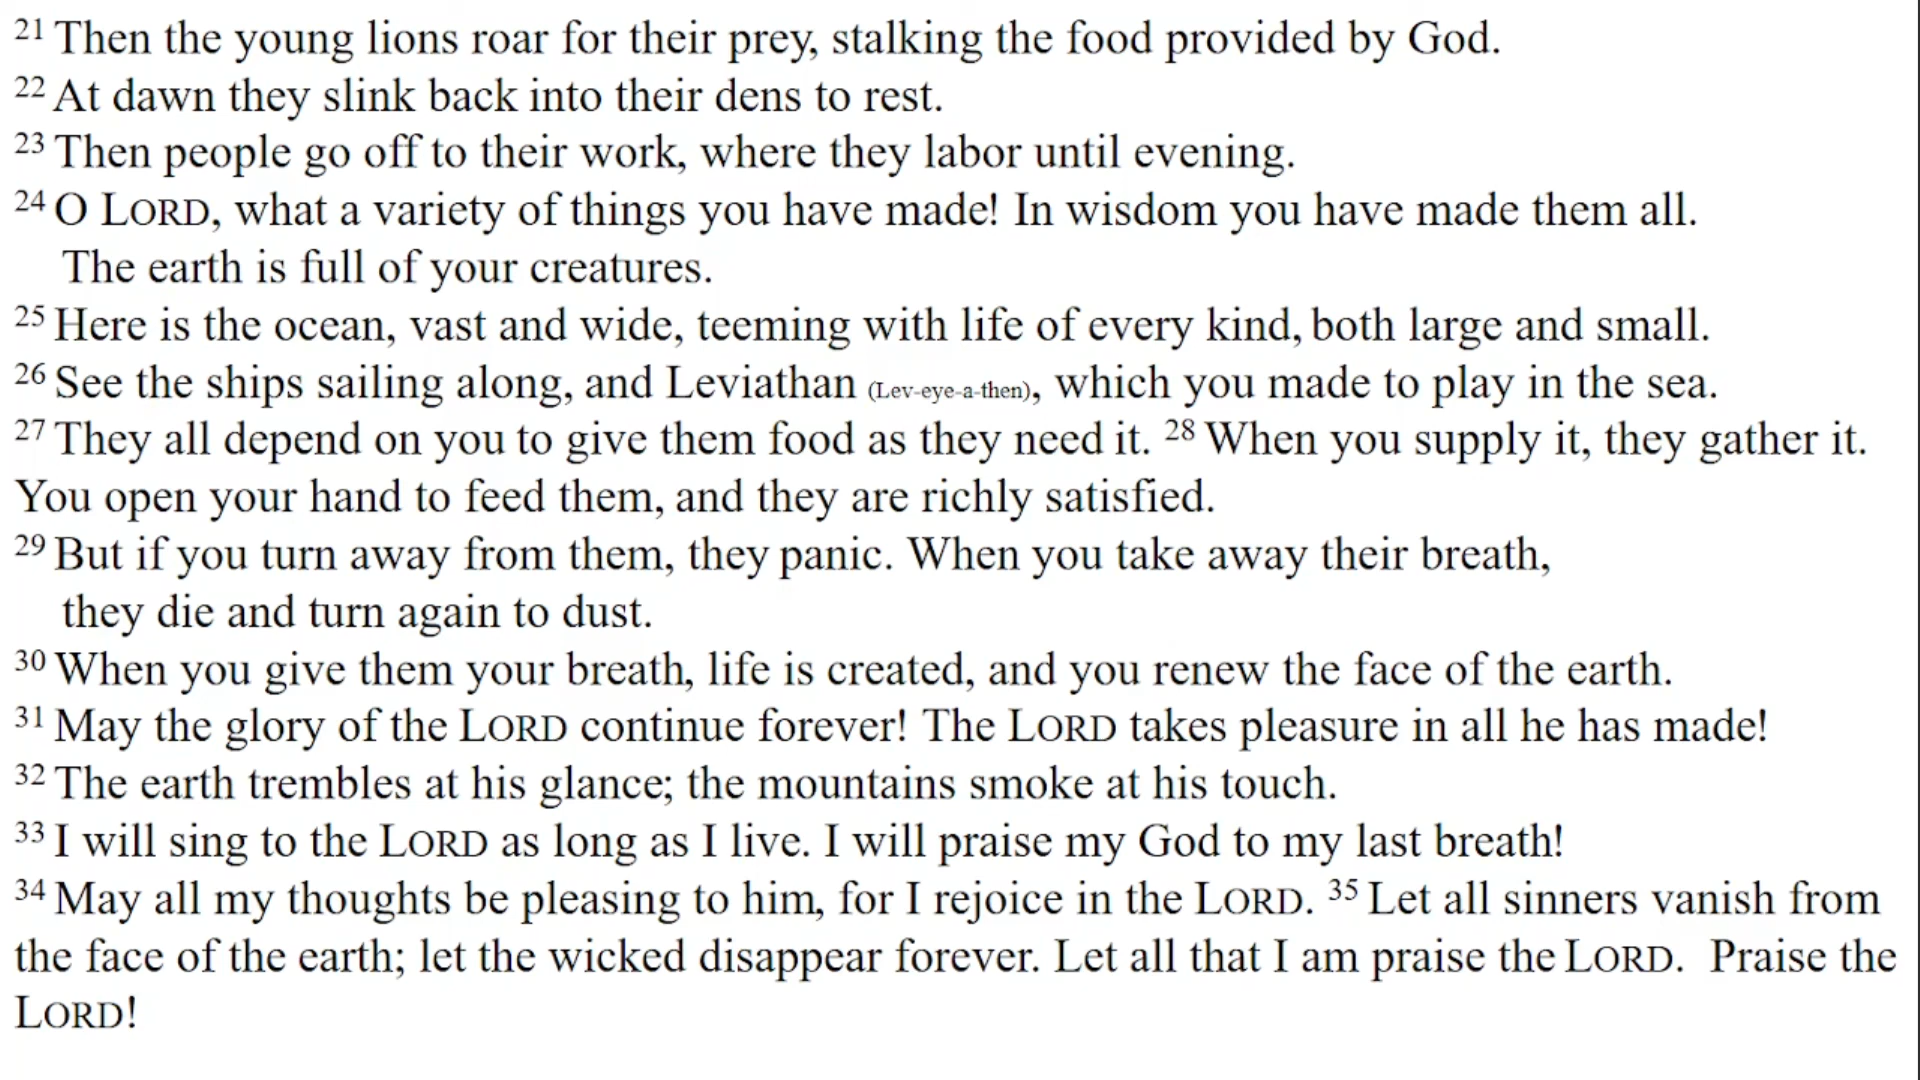 21 Then the young lions roar for their prey, stalking the food provided by God.
22 At dawn they slink back into their dens to rest.
23 Then people go off to their work, where they labor until evening.
24 O LORD, what a variety of things you have made! In wisdom you have made them all.
The earth is full of your creatures.
25 Here is the ocean, vast and wide, teeming with life of every kind, both large and small.
26 See the ships sailing along, and Leviathan (Lev-eye-a-then), which you made to play in the sea.
27 They all depend on you to give them food as they need it. 28 When you supply it, they gather it.
You open your hand to feed them, and they are richly satisfied.
29 But if you turn away from them, they panic. When you take away their breath,
they die and turn again to dust.
30 When you give them your breath, life is created, and you renew the face of the earth.
31 May the glory of the LORD continue forever! The LORD takes pleasure in all he has made!
32 The earth trembles at his glance; the mountains smoke at his touch.
33 I will sing to the LORD as long as I live. I will praise my God to my last breath!
34 May all my thoughts be pleasing to him, for I rejoice in the LORD. 35 Let all sinners vanish from
the face of the earth; let the wicked disappear forever. Let all that I am praise the LORD. Praise the
LORD!